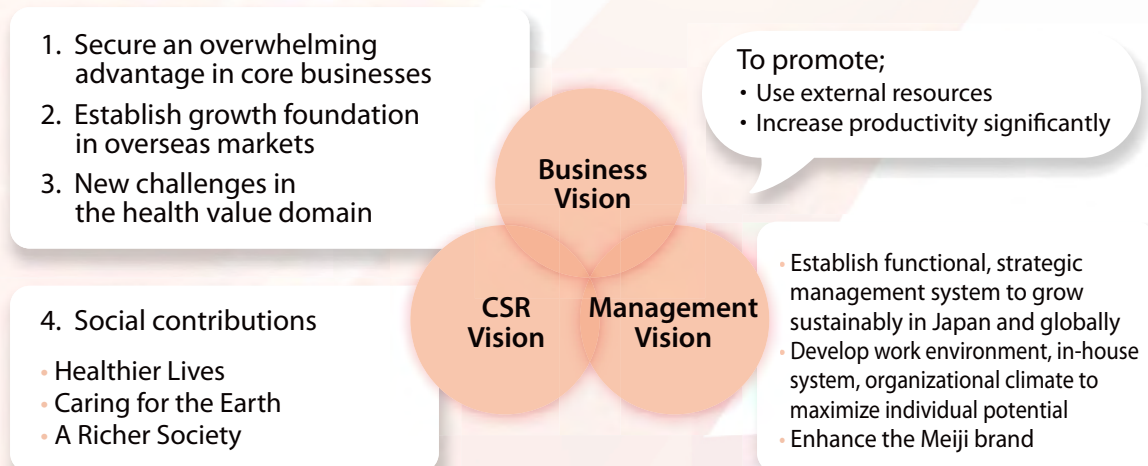 1. Secure an overwhelming
advantage in core businesses
2. Establish growth foundation
in overseas markets
3. New challenges in
the health value domain
To promote;
・Use external resources
・Increase productivity significantly
Business
Vision
CSR
Vision
Management
Vision
4. Social contributions
• Healthier Lives
• Caring for the Earth
• A Richer Society
• Establish functional, strategic
management system to grow
sustainably in Japan and globally
• Develop work environment, in-house
system, organizational climate to
maximize individual potential
• Enhance the Meiji brand